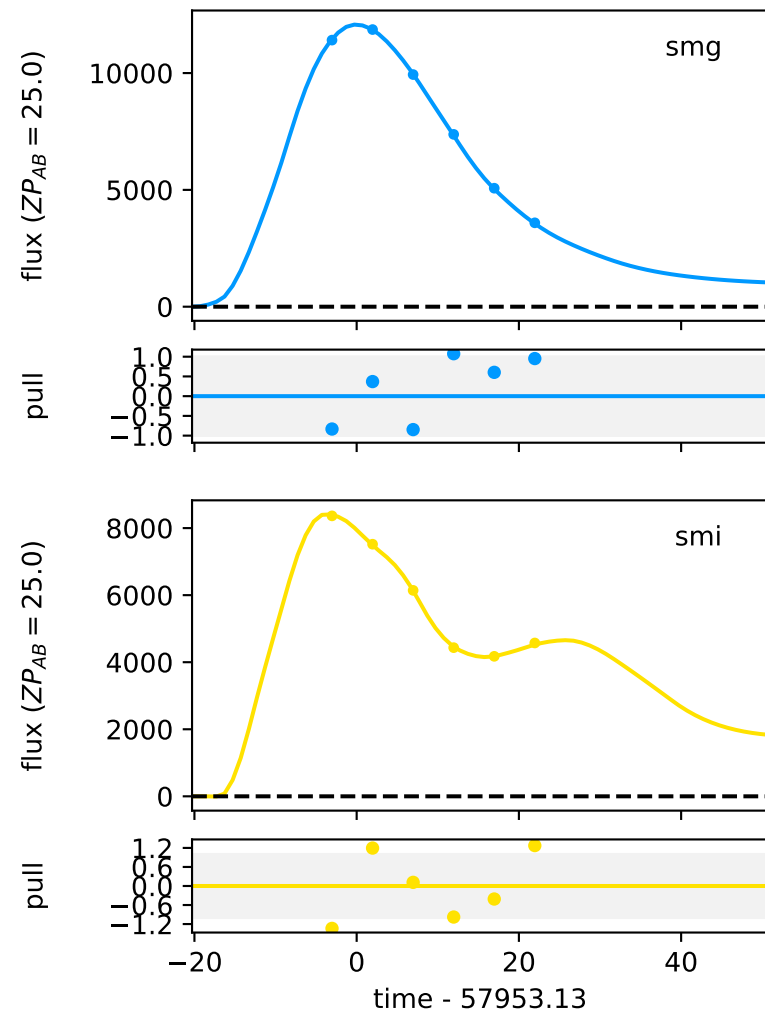 smg
flux (ZP_AB = 25.0)
10000
5000
0
pull
1.0
0.5
0.0
−0.5
−1.0
smi
flux (ZP_AB = 25.0)
8000
6000
4000
2000
0
pull
1.2
0.6
0.0
−0.6
−1.2
−20 0 20 40
time - 57953.13